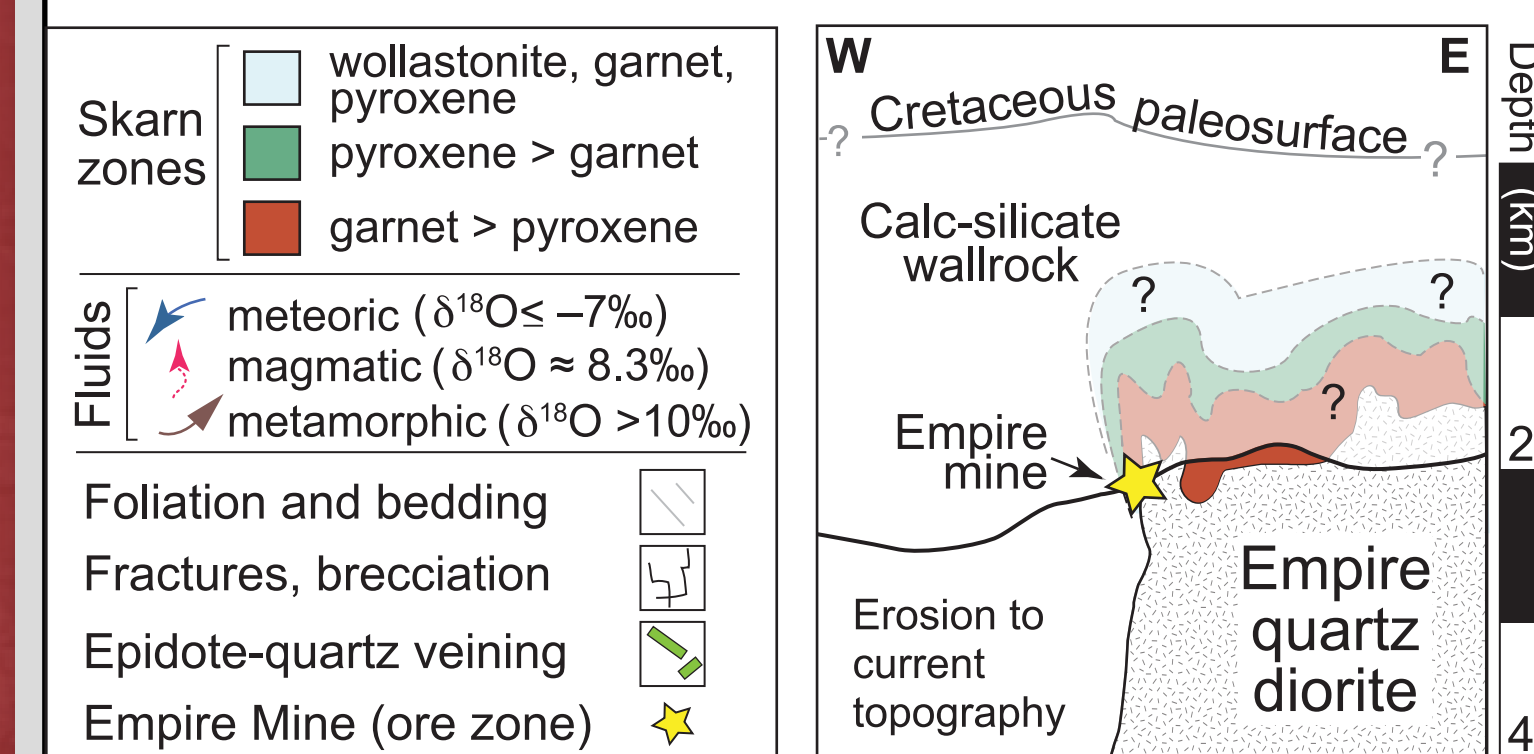 Skarn
zones
wollastonite, garnet,
pyroxene
pyroxene > garnet
garnet > pyroxene
Fluids
meteoric (δ¹⁸O≤ –7‰)
magmatic (δ¹⁸O ≈ 8.3‰)
metamorphic (δ¹⁸O >10‰)
Foliation and bedding
Fractures, brecciation
Epidote-quartz veining
Empire Mine (ore zone)
W
E
? Cretaceous paleosurface ?
Calc-silicate
wallrock
?
?
?
Empire
mine
Erosion to
current
topography
Empire
quartz
diorite
Depth (km)
2
4